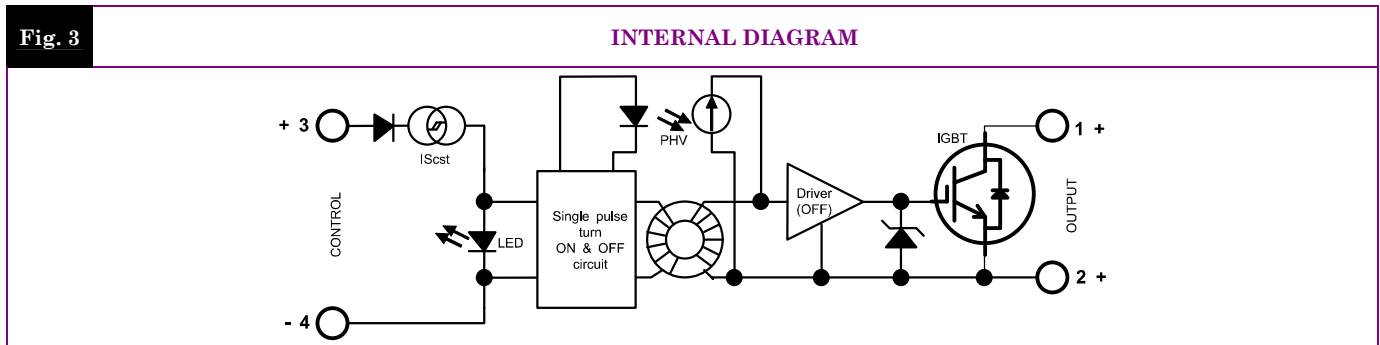 Fig. 3
INTERNAL DIAGRAM
+ 3
IScst
PHV
IGBT
1 +
CONTROL
LED
Single pulse
turn
ON & OFF
circuit
Driver
(OFF)
OUTPUT
2 +
- 4